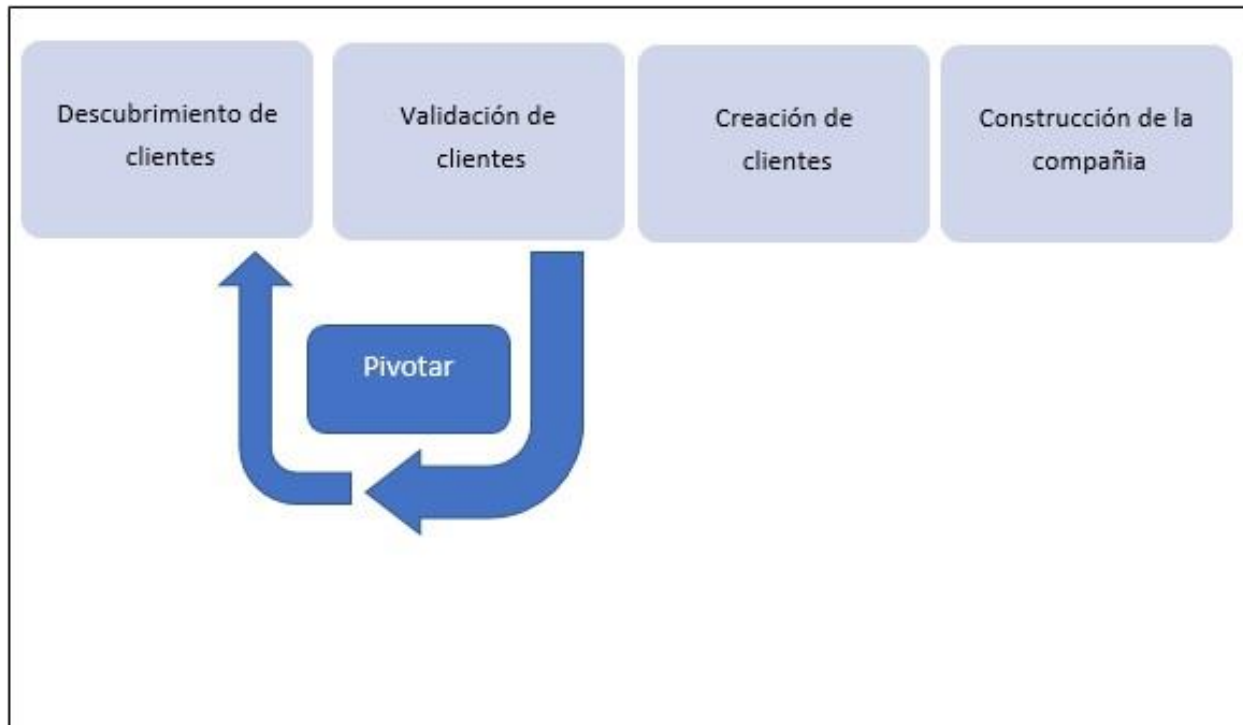 Descubrimiento de
clientes
Validación de
clientes
Creación de
clientes
Construcción de la
compañia
Pivotar